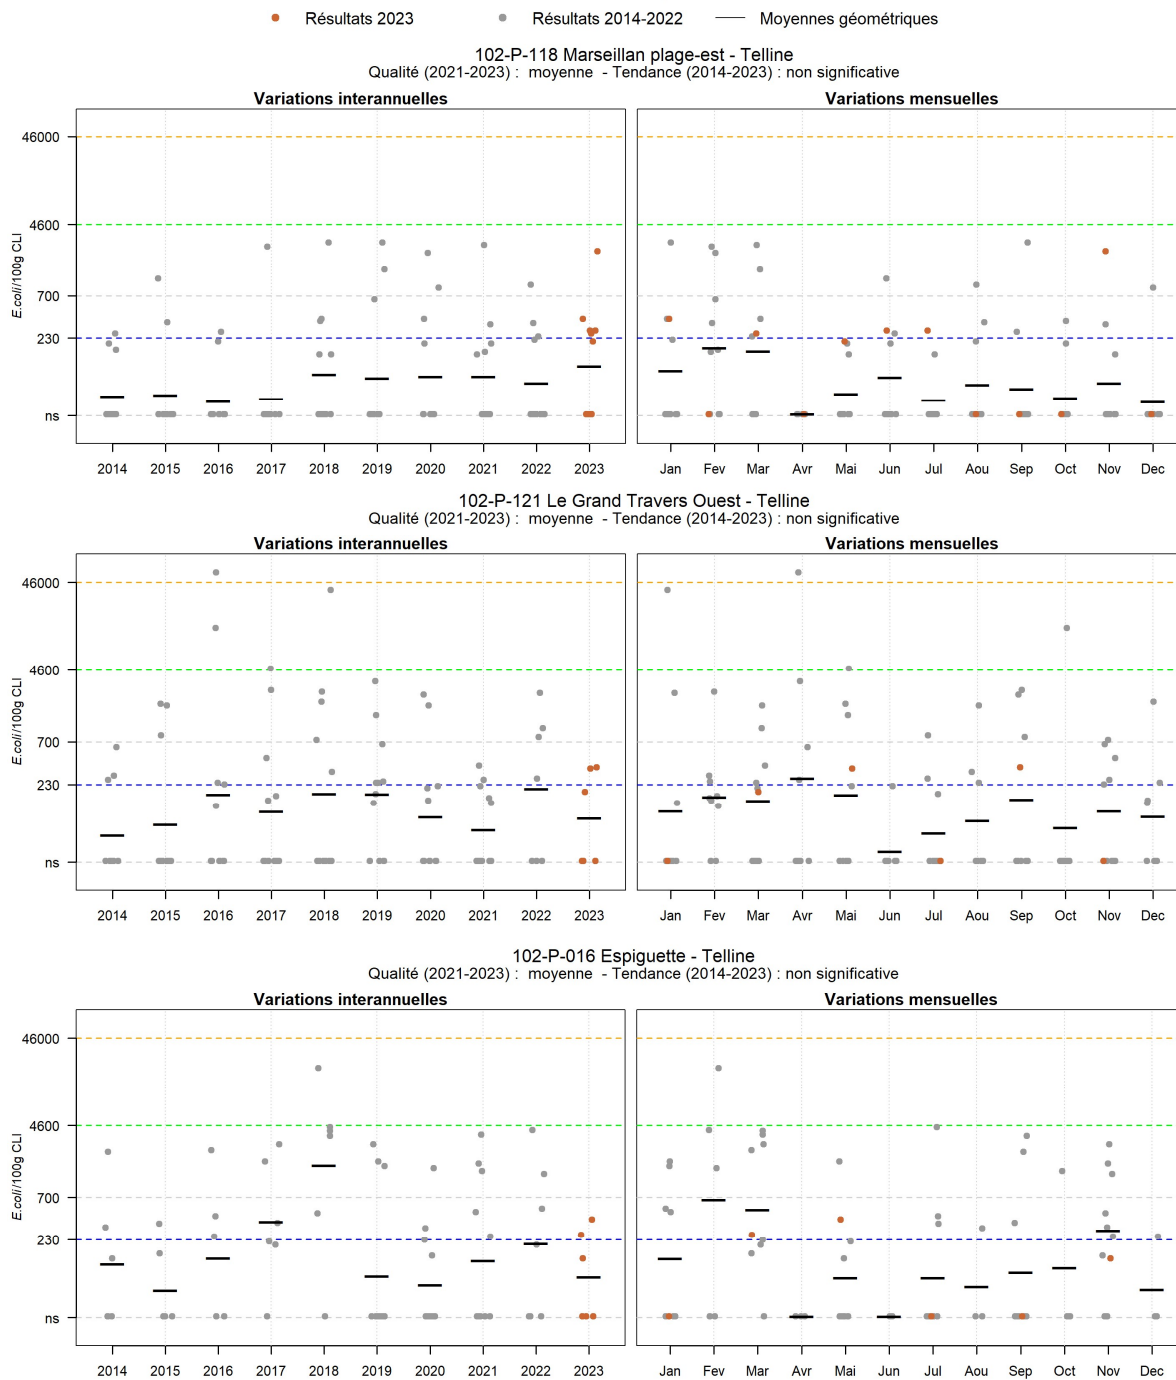 Résultats 2023 Résultats 2014-2022 Moyennes géométriques
102-P-118 Marseillan plage-est - Telline
Qualité (2021-2023) : moyenne - Tendance (2014-2023) : non significative
Variations interannuelles Variations mensuelles
E.coli/100g CLI
46000
4600
700
230
ns
2014 2015 2016 2017 2018 2019 2020 2021 2022 2023 Jan Fev Mar Avr Mai Jun Jul Aou Sep Oct Nov Dec
102-P-121 Le Grand Travers Ouest - Telline
Qualité (2021-2023) : moyenne - Tendance (2014-2023) : non significative
Variations interannuelles Variations mensuelles
E.coli/100g CLI
46000
4600
700
230
ns
2014 2015 2016 2017 2018 2019 2020 2021 2022 2023 Jan Fev Mar Avr Mai Jun Jul Aou Sep Oct Nov Dec
102-P-016 Espiguette - Telline
Qualité (2021-2023) : moyenne - Tendance (2014-2023) : non significative
Variations interannuelles Variations mensuelles
E.coli/100g CLI
46000
4600
700
230
ns
2014 2015 2016 2017 2018 2019 2020 2021 2022 2023 Jan Fev Mar Avr Mai Jun Jul Aou Sep Oct Nov Dec